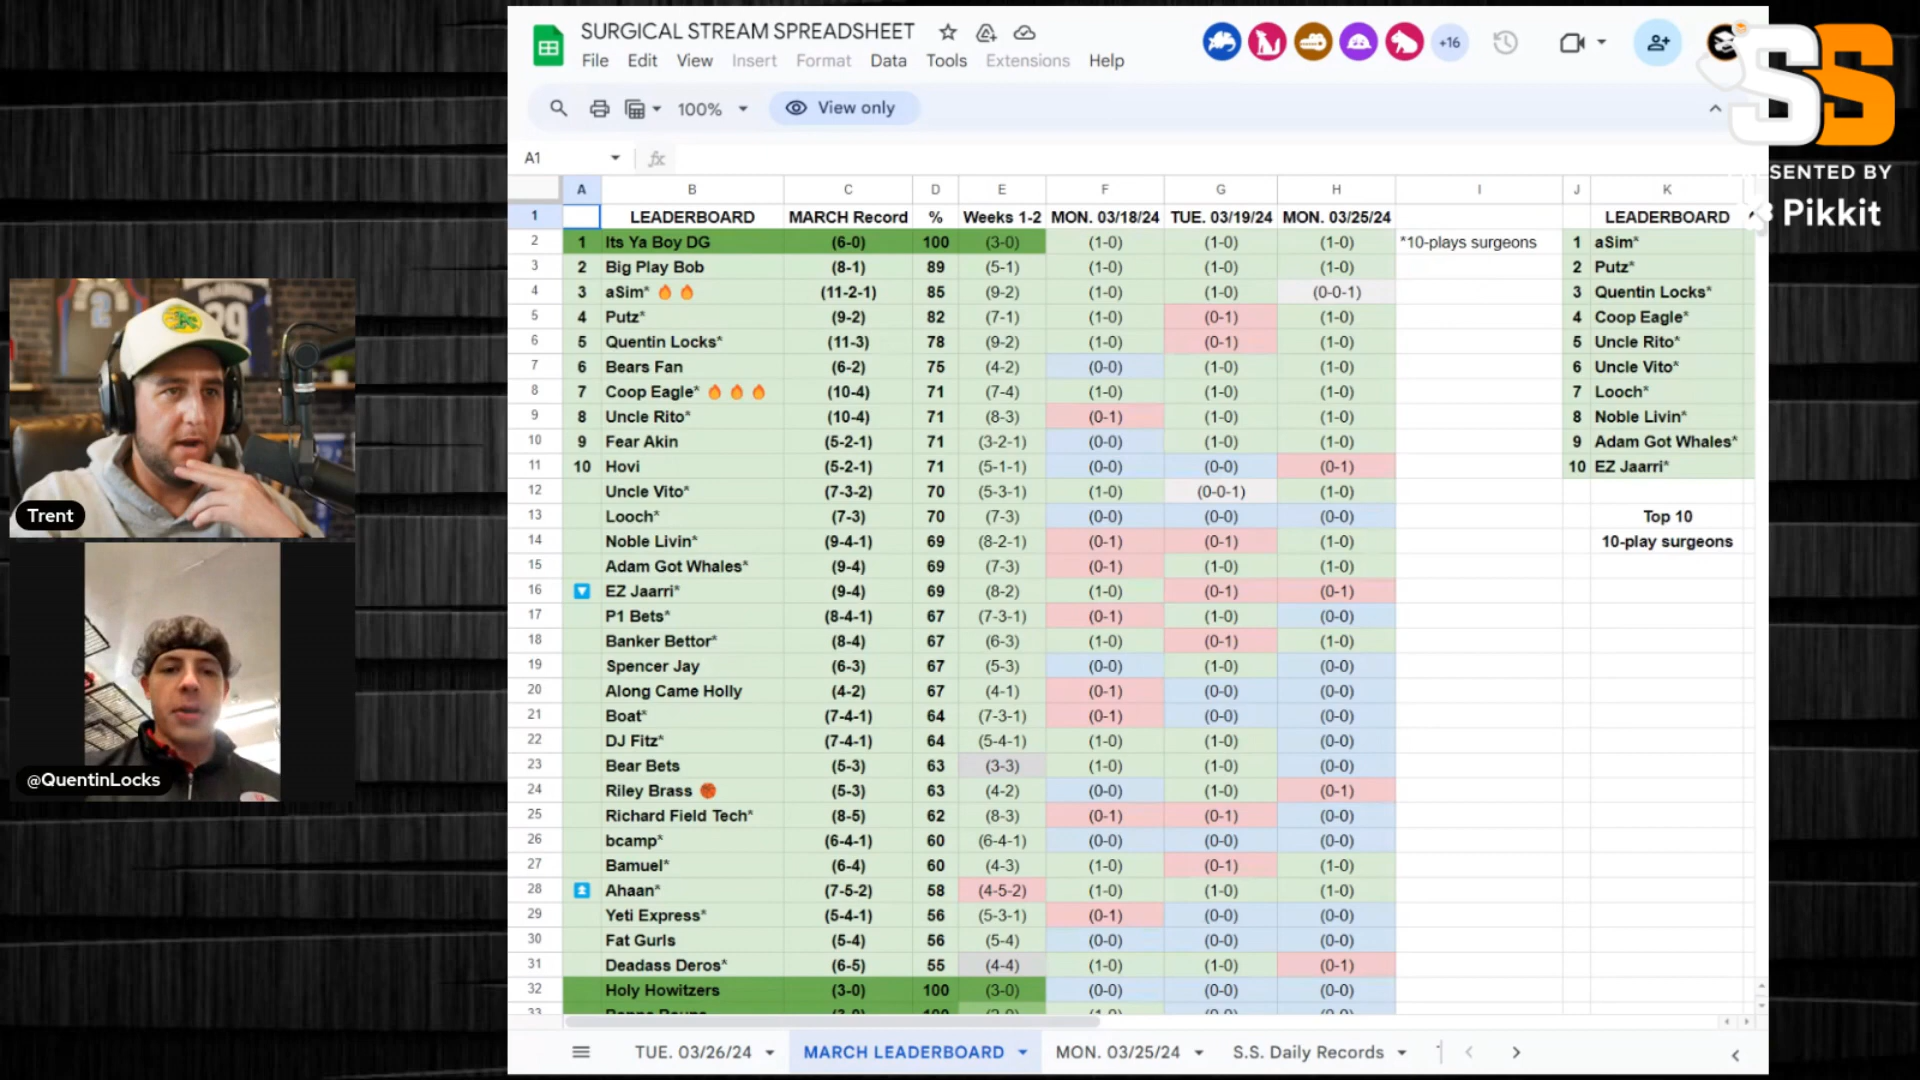 SURGICAL STREAM SPREADSHEET
File Edit View Insert Format Data Tools Extensions Help
+16
SS
PRESENTED BY
Pikkit
100% View only
A1 fx
A B C D E F G H I J K
1 LEADERBOARD MARCH Record % Weeks 1-2 MON. 03/18/24 TUE. 03/19/24 MON. 03/25/24 LEADERBOARD
2 1 Its Ya Boy DG (6-0) 100 (3-0) (1-0) (1-0) (1-0) *10-plays surgeons 1 aSim*
3 2 Big Play Bob (8-1) 89 (5-1) (1-0) (1-0) (1-0) 2 Putz*
4 3 aSim* 🔥 🔥 (11-2-1) 85 (9-2) (1-0) (1-0) (0-0-1) 3 Quentin Locks*
5 4 Putz* (9-2) 82 (7-1) (1-0) (0-1) (1-0) 4 Coop Eagle*
6 5 Quentin Locks* (11-3) 78 (9-2) (1-0) (0-1) (1-0) 5 Uncle Rito*
7 6 Bears Fan (6-2) 75 (4-2) (0-0) (1-0) (1-0) 6 Uncle Vito*
8 7 Coop Eagle* 🔥 🔥 🔥 (10-4) 71 (7-4) (1-0) (1-0) (1-0) 7 Looch*
9 8 Uncle Rito* (10-4) 71 (8-3) (0-1) (1-0) (1-0) 8 Noble Livin*
10 9 Fear Akin (5-2-1) 71 (3-2-1) (0-0) (1-0) (1-0) 9 Adam Got Whales*
11 10 Hovi (5-2-1) 71 (5-1-1) (0-0) (0-0) (0-1) 10 EZ Jaarri*
12 Uncle Vito* (7-3-2) 70 (5-3-1) (1-0) (0-0-1) (1-0)
13 Looch* (7-3) 70 (7-3) (0-0) (0-0) (0-0) Top 10
14 Noble Livin* (9-4-1) 69 (8-2-1) (0-1) (0-1) (1-0) 10-play surgeons
15 Adam Got Whales* (9-4) 69 (7-3) (0-1) (1-0) (1-0)
16 EZ Jaarri* (9-4) 69 (8-2) (1-0) (0-1) (0-1)
17 P1 Bets* (8-4-1) 67 (7-3-1) (0-1) (1-0) (0-0)
18 Banker Bettor* (8-4) 67 (6-3) (1-0) (0-1) (1-0)
19 Spencer Jay (6-3) 67 (5-3) (0-0) (1-0) (0-0)
20 Along Came Holly (4-2) 67 (4-1) (0-1) (0-0) (0-0)
21 Boat* (7-4-1) 64 (7-3-1) (0-1) (0-0) (0-0)
22 DJ Fitz* (7-4-1) 64 (5-4-1) (1-0) (1-0) (0-0)
23 Bear Bets (5-3) 63 (3-3) (1-0) (1-0) (0-0)
24 Riley Brass 🏀 (5-3) 63 (4-2) (0-0) (1-0) (0-1)
25 Richard Field Tech* (8-5) 62 (8-3) (0-1) (0-1) (0-0)
26 bcamp* (6-4-1) 60 (6-4-1) (0-0) (0-0) (0-0)
27 Bamuel* (6-4) 60 (4-3) (1-0) (0-1) (1-0)
28 Ahaan* (7-5-2) 58 (4-5-2) (1-0) (1-0) (1-0)
29 Yeti Express* (5-4-1) 56 (5-3-1) (0-1) (0-0) (0-0)
30 Fat Gurls (5-4) 56 (5-4) (0-0) (0-0) (0-0)
31 Deadass Deros* (6-5) 55 (4-4) (1-0) (1-0) (0-1)
32 Holy Howitzers (3-0) 100 (3-0) (0-0) (0-0) (0-0)
33
TUE. 03/26/24 MARCH LEADERBOARD MON. 03/25/24 S.S. Daily Records
Trent
@QuentinLocks